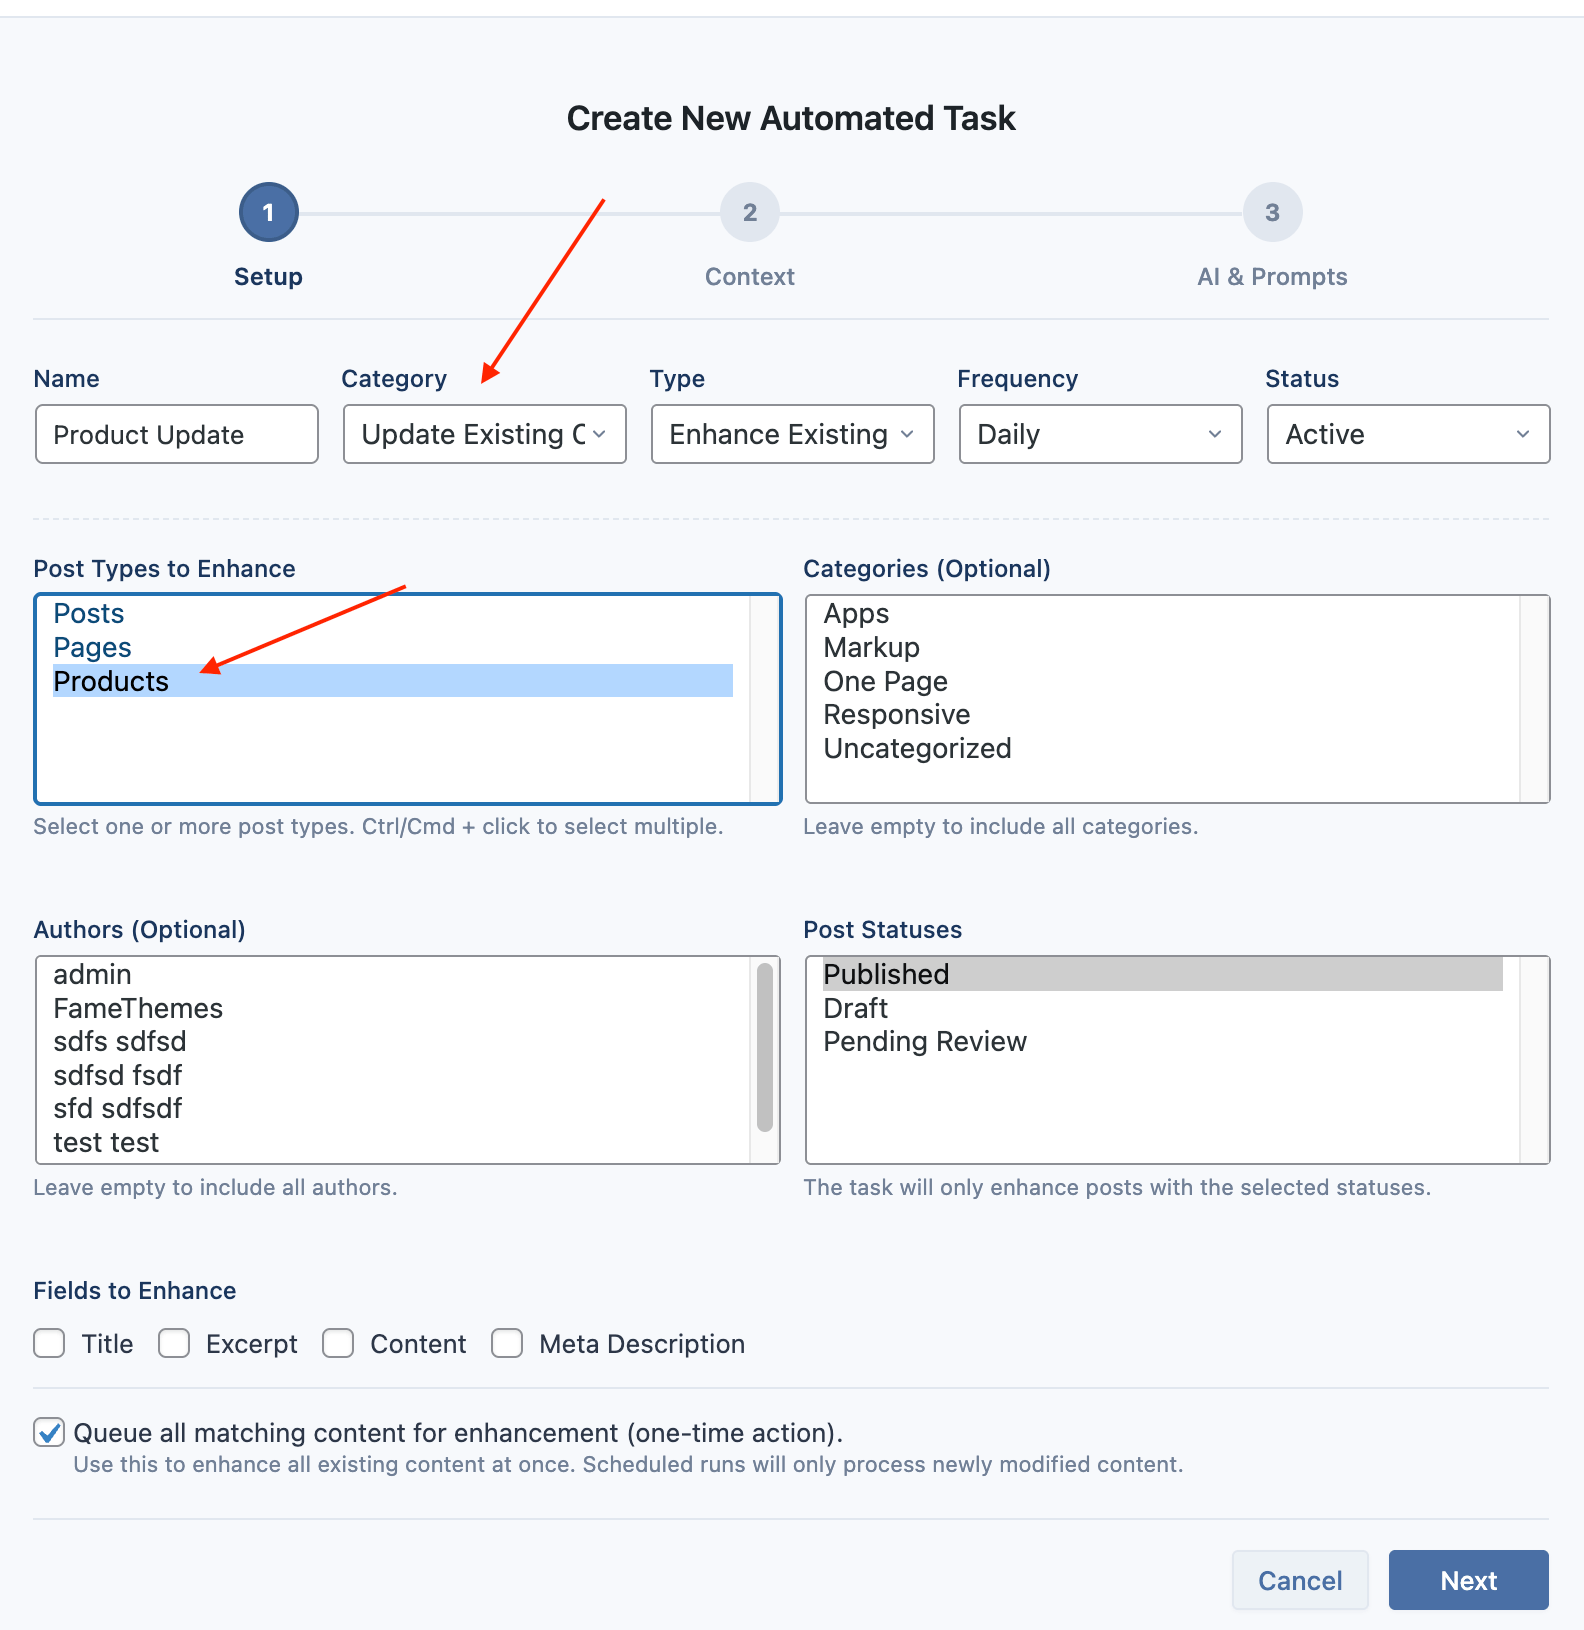 Create New Automated Task
1
2
3
Setup
Context
AI & Prompts
Name
Category
Type
Frequency
Status
Product Update
Update Existing C
Enhance Existing
Daily
Active
Post Types to Enhance
Posts
Pages
Products
Select one or more post types. Ctrl/Cmd + click to select multiple.
Categories (Optional)
Apps
Markup
One Page
Responsive
Uncategorized
Leave empty to include all categories.
Authors (Optional)
admin
FameThemes
sdfs sdfsd
sdfsd fsdf
sfd sdfsdf
test test
Leave empty to include all authors.
Post Statuses
Published
Draft
Pending Review
The task will only enhance posts with the selected statuses.
Fields to Enhance
Title
Excerpt
Content
Meta Description
Queue all matching content for enhancement (one-time action).
Use this to enhance all existing content at once. Scheduled runs will only process newly modified content.
Cancel
Next